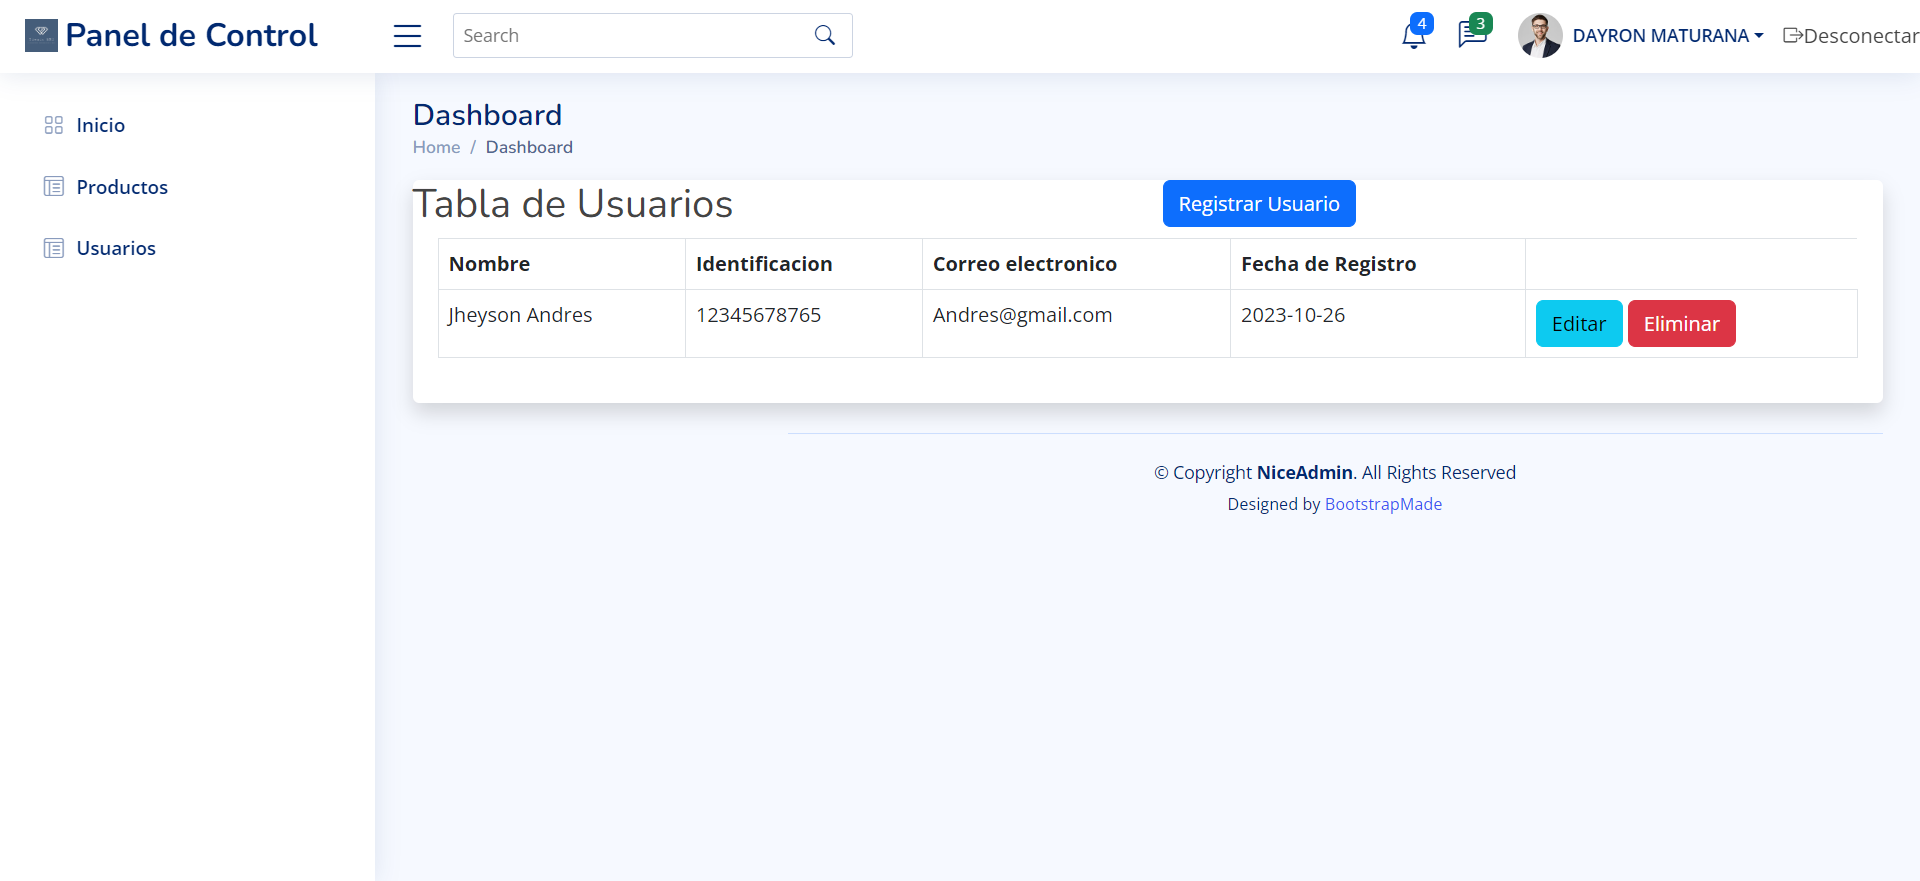 Panel de Control
Search
4
3
DAYRON MATURANA
Desconectar
Inicio
Productos
Usuarios
Dashboard
Home / Dashboard
Tabla de Usuarios
Registrar Usuario
Nombre Identificacion Correo electronico Fecha de Registro
Jheyson Andres 12345678765 Andres@gmail.com 2023-10-26 Editar Eliminar
© Copyright NiceAdmin. All Rights Reserved
Designed by BootstrapMade